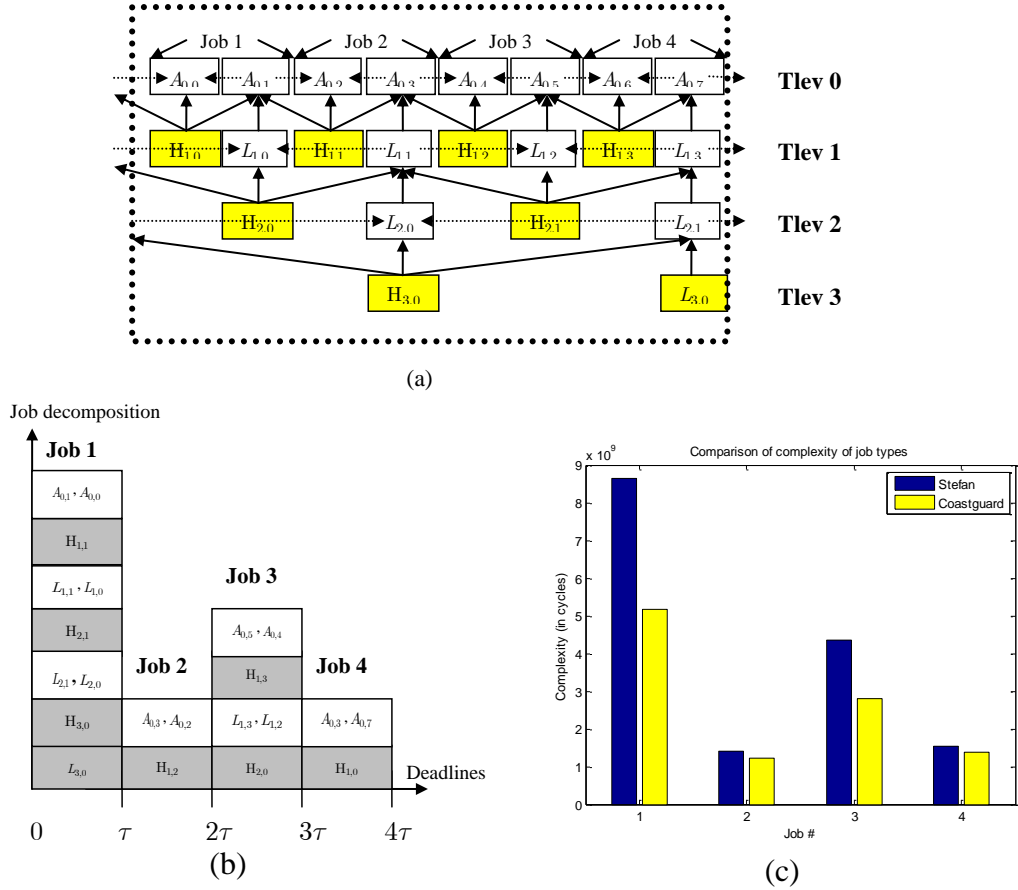 Job 1 Job 2 Job 3 Job 4
A0,0 A0,1 A0,2 A0,3 A0,4 A0,5 A0,6 A0,7 Tlev 0
H1,0 L1,0 H1,1 L1,1 H1,2 L1,2 H1,3 L1,3 Tlev 1
H2,0 L2,0 H2,1 L2,1 Tlev 2
H3,0 L3,0 Tlev 3
(a)
Job decomposition
Job 1
A0,1 , A0,0
H1,1
L1,1 , L1,0
H2,1
L2,1 , L2,0
H3,0
L3,0
Job 2
A0,3 , A0,2
H1,2
Job 3
A0,5 , A0,4
H1,3
L1,3 , L1,2
H2,0
Job 4
A0,3 , A0,7
H1,0
Deadlines
0 τ 2τ 3τ 4τ
(b)
Comparison of complexity of job types
x 10^9
Stefan
Coastguard
Complexity (in cycles)
9
8
7
6
5
4
3
2
1
0
1 2 3 4
Job #
(c)